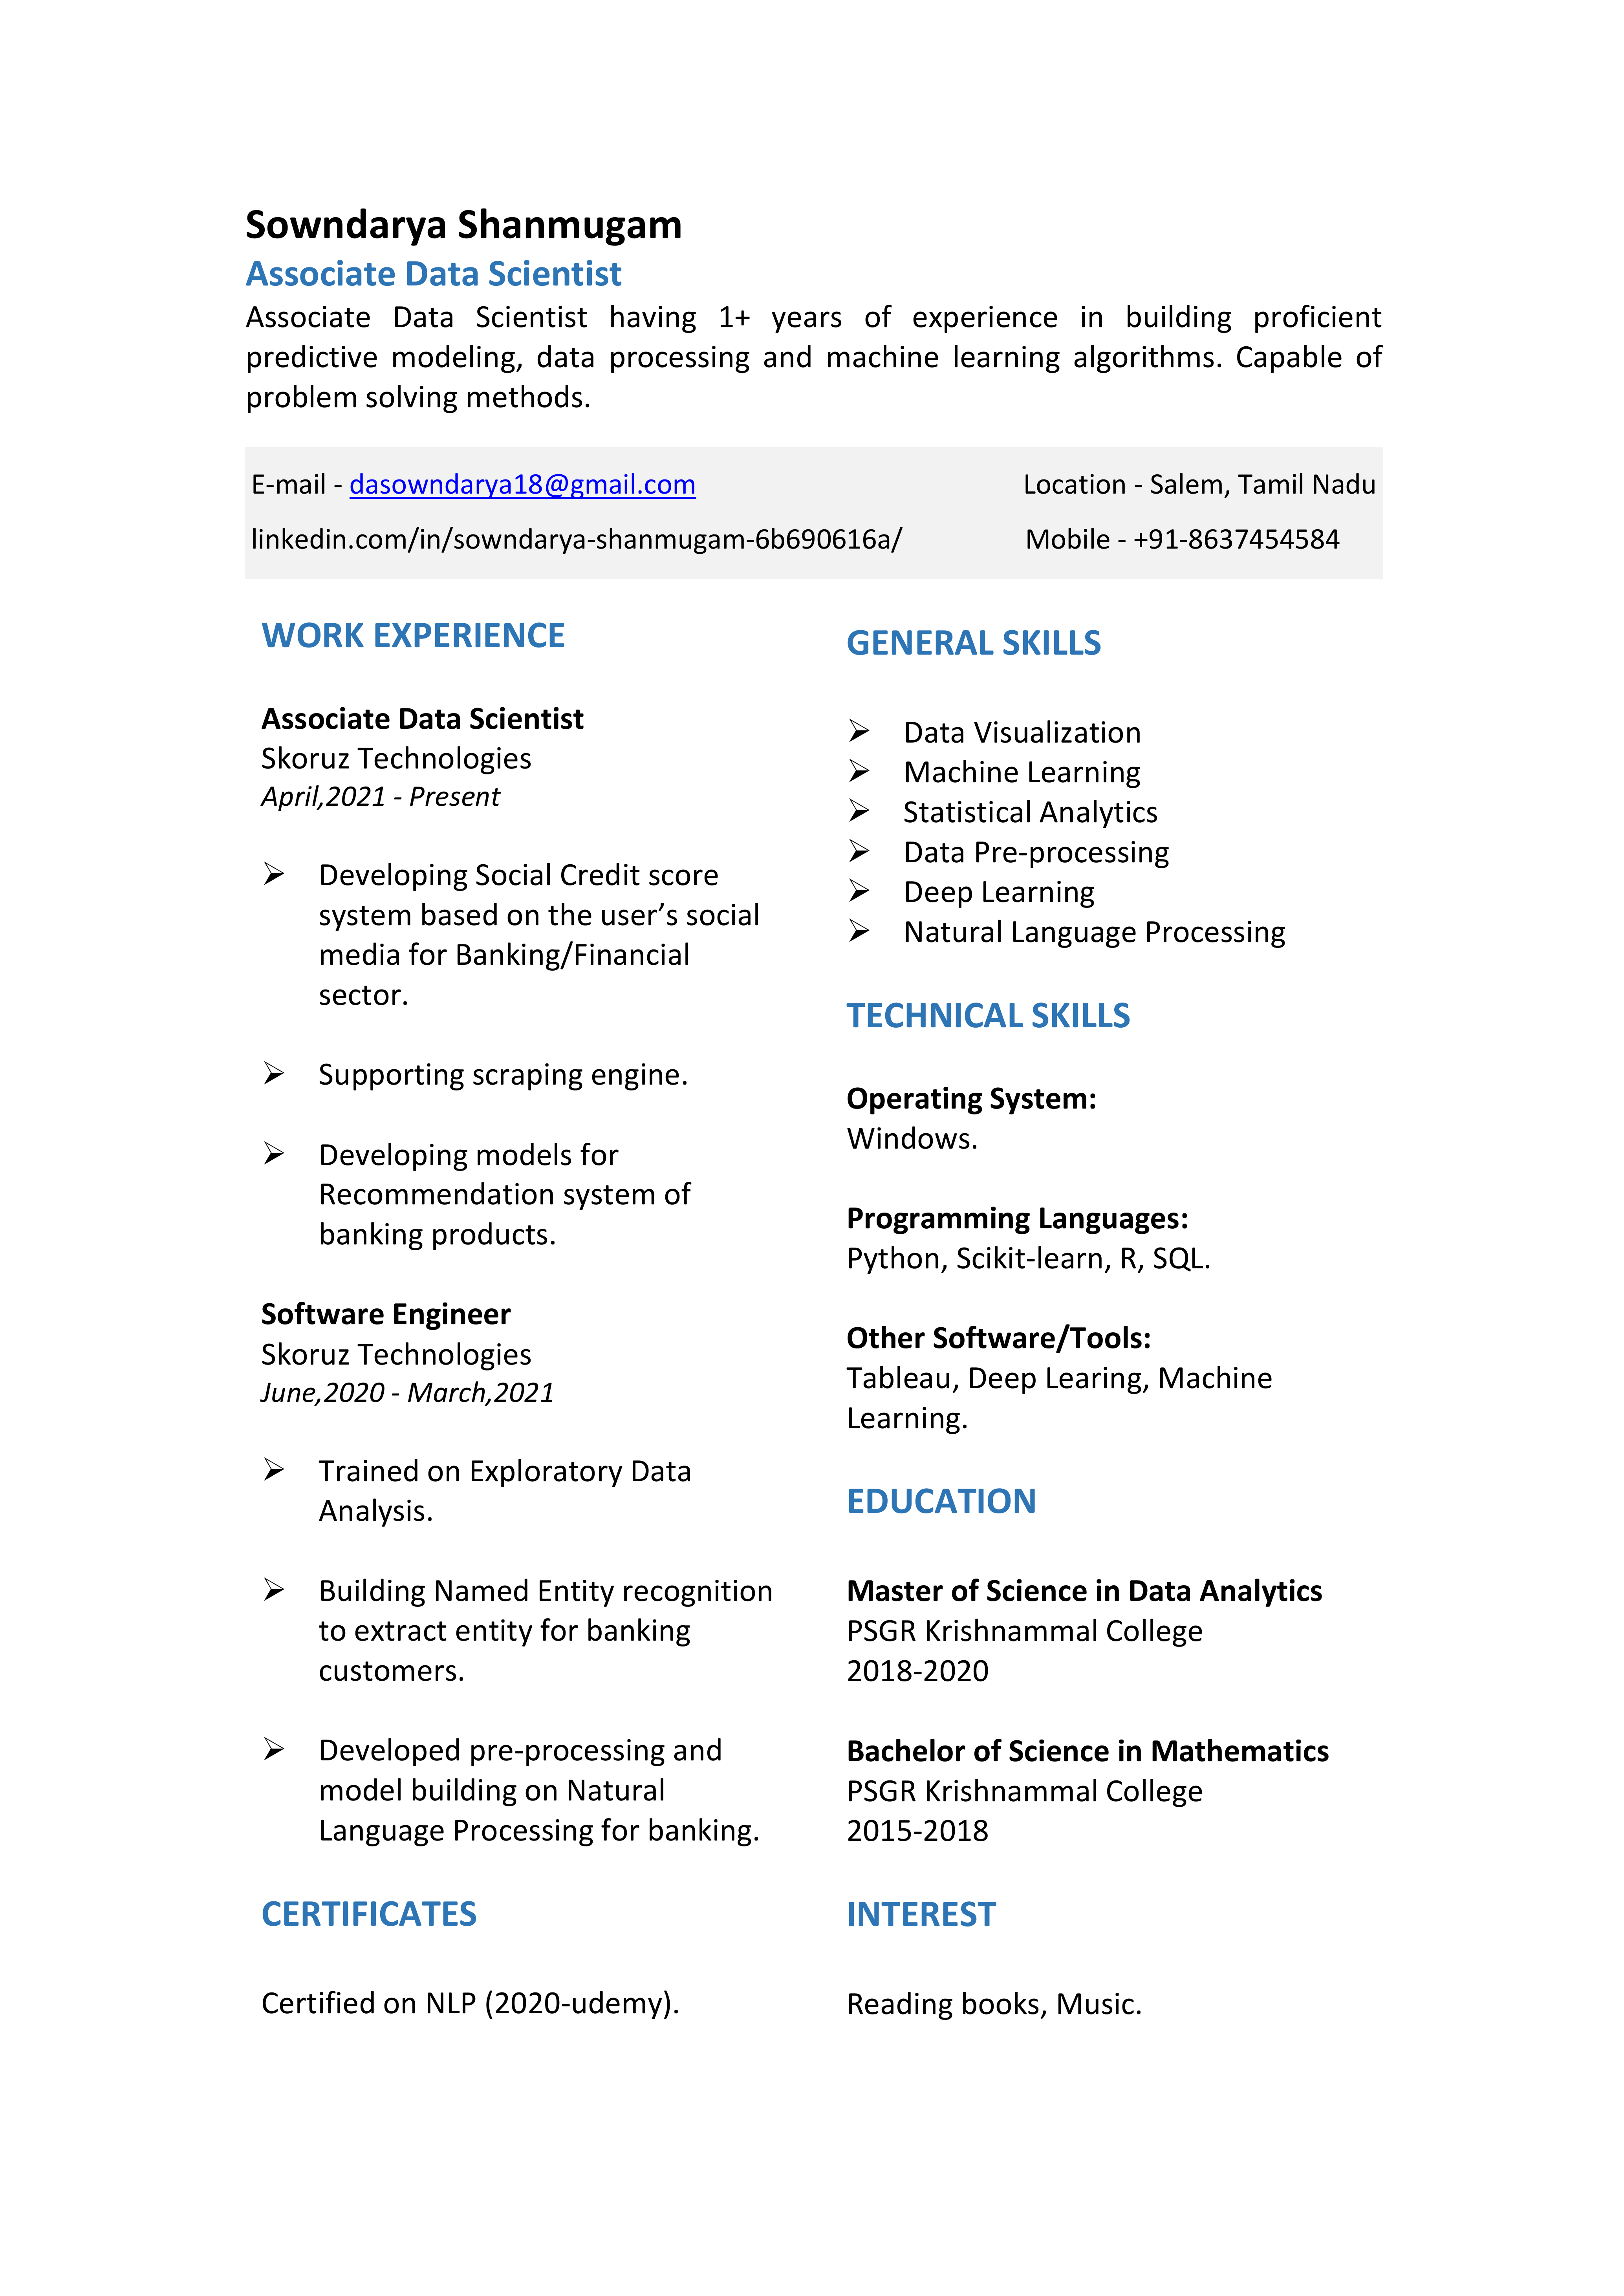 Sowndarya Shanmugam
Associate Data Scientist
Associate Data Scientist having 1+ years of experience in building proficient
predictive modeling, data processing and machine learning algorithms. Capable of
problem solving methods.
E-mail - dasowndarya18@gmail.com Location - Salem, Tamil Nadu
linkedin.com/in/sowndarya-shanmugam-6b690616a/ Mobile - +91-8637454584
WORK EXPERIENCE
Associate Data Scientist
Skoruz Technologies
April,2021 - Present
➢ Developing Social Credit score
system based on the user’s social
media for Banking/Financial
sector.
➢ Supporting scraping engine.
➢ Developing models for
Recommendation system of
banking products.
Software Engineer
Skoruz Technologies
June,2020 - March,2021
➢ Trained on Exploratory Data
Analysis.
➢ Building Named Entity recognition
to extract entity for banking
customers.
➢ Developed pre-processing and
model building on Natural
Language Processing for banking.
CERTIFICATES
Certified on NLP (2020-udemy).
GENERAL SKILLS
➢ Data Visualization
➢ Machine Learning
➢ Statistical Analytics
➢ Data Pre-processing
➢ Deep Learning
➢ Natural Language Processing
TECHNICAL SKILLS
Operating System:
Windows.
Programming Languages:
Python, Scikit-learn, R, SQL.
Other Software/Tools:
Tableau, Deep Learing, Machine
Learning.
EDUCATION
Master of Science in Data Analytics
PSGR Krishnammal College
2018-2020
Bachelor of Science in Mathematics
PSGR Krishnammal College
2015-2018
INTEREST
Reading books, Music.